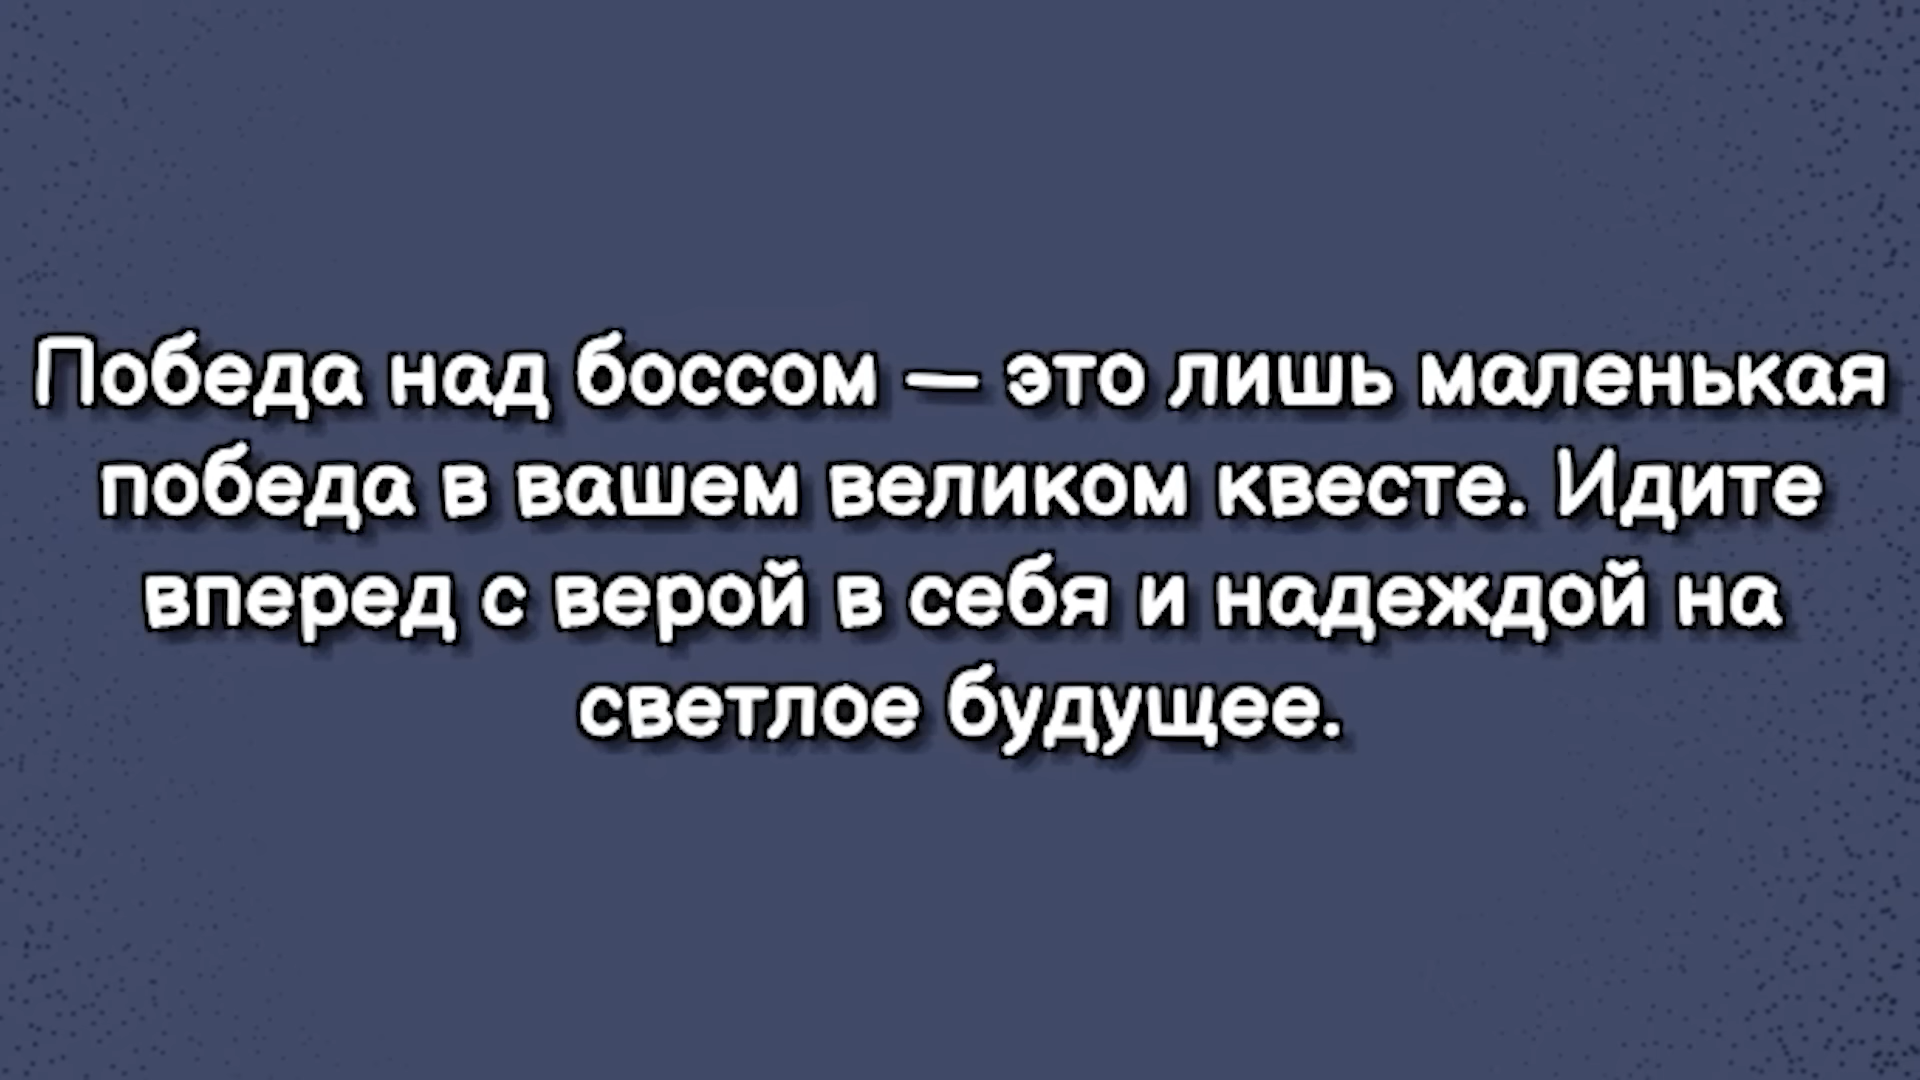 Победа над боссом — это лишь маленькая
победа в вашем великом квесте. Идите
вперед с верой в себя и надеждой на
светлое будущее.